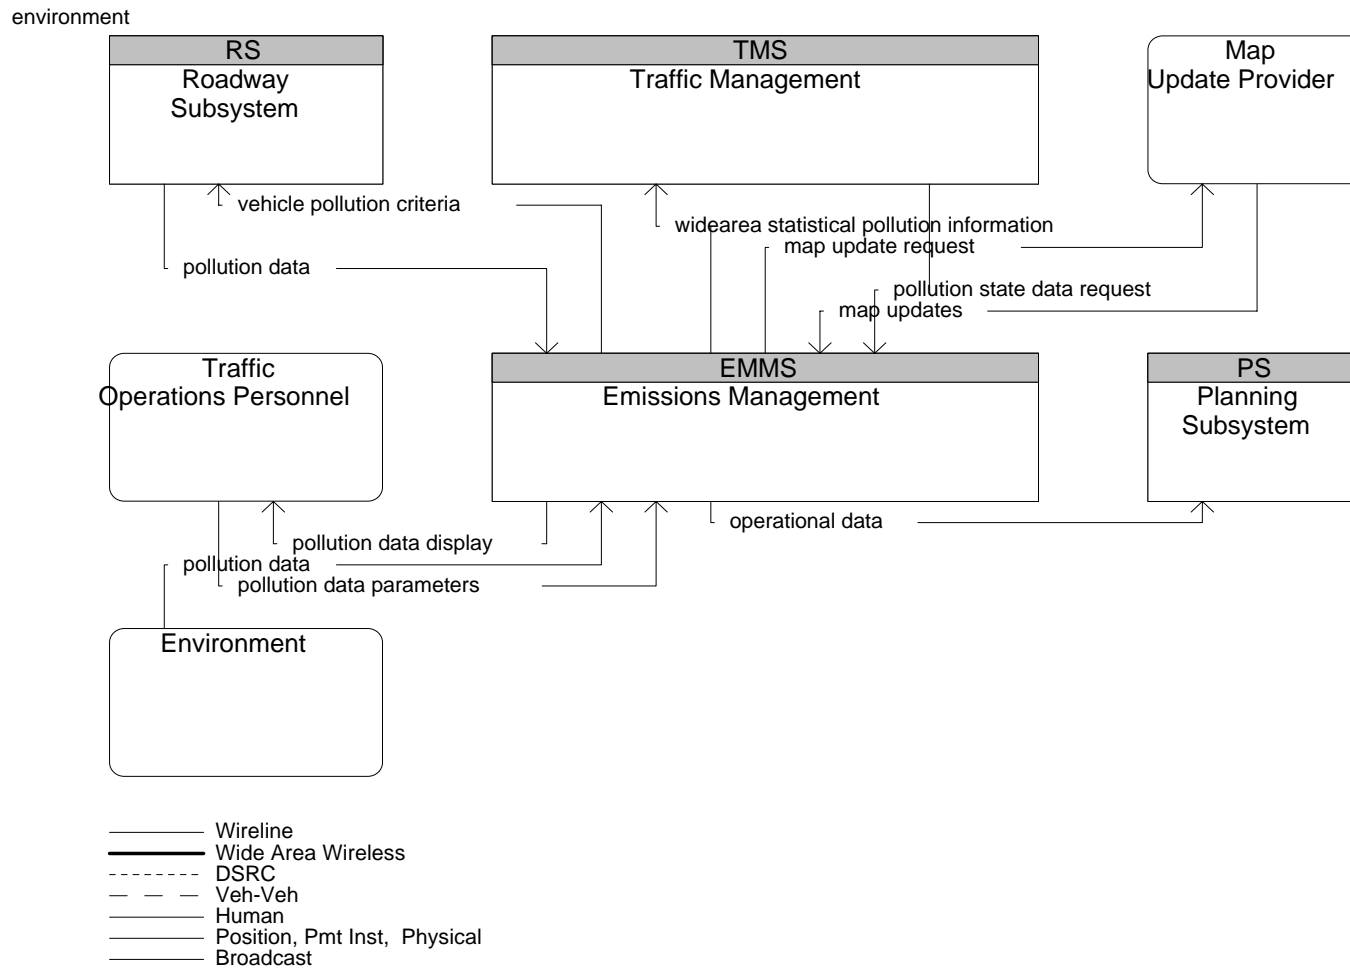 environment
RS
Roadway
Subsystem
TMS
Traffic Management
Map
Update Provider
vehicle pollution criteria
widearea statistical pollution information
map update request
pollution data
pollution state data request
map updates
Traffic
Operations Personnel
EMMS
Emissions Management
PS
Planning
Subsystem
operational data
pollution data display
pollution data
pollution data parameters
Environment
Wireline
Wide Area Wireless
DSRC
Veh-Veh
Human
Position, Pmt Inst, Physical
Broadcast